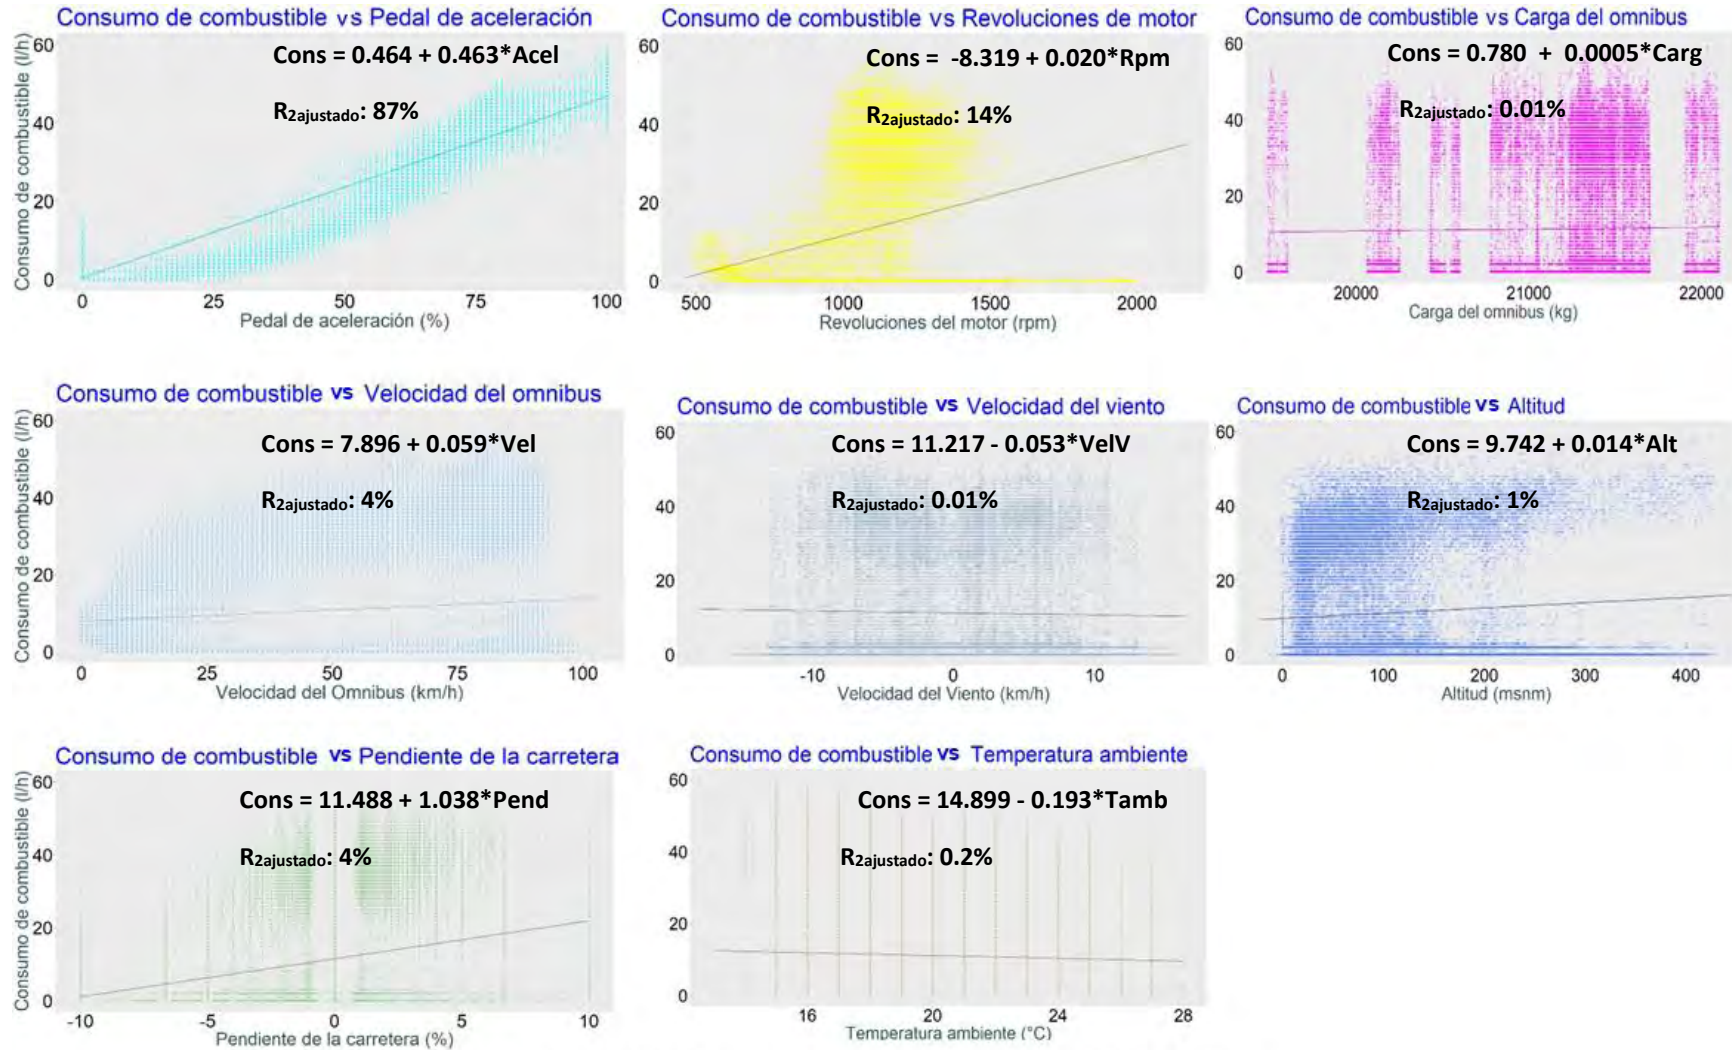 Consumo de combustible vs Pedal de aceleración
Cons = 0.464 + 0.463*Acel
R2ajustado: 87%
Consumo de combustible (l/h)
60
40
20
0
0 25 50 75 100
Pedal de aceleración (%)
Consumo de combustible vs Revoluciones de motor
Cons = -8.319 + 0.020*Rpm
R2ajustado: 14%
60
40
20
0
500 1000 1500 2000
Revoluciones del motor (rpm)
Consumo de combustible vs Carga del omnibus
Cons = 0.780 + 0.0005*Carg
R2ajustado: 0.01%
60
40
20
0
20000 21000 22000
Carga del omnibus (kg)
Consumo de combustible vs Velocidad del omnibus
Cons = 7.896 + 0.059*Vel
R2ajustado: 4%
Consumo de combustible (l/h)
60
40
20
0
0 25 50 75 100
Velocidad del Omnibus (km/h)
Consumo de combustible vs Velocidad del viento
Cons = 11.217 - 0.053*VelV
R2ajustado: 0.01%
60
40
20
0
-10 0 10
Velocidad del Viento (km/h)
Consumo de combustible vs Altitud
Cons = 9.742 + 0.014*Alt
R2ajustado: 1%
60
40
20
0
0 100 200 300 400
Altitud (msnm)
Consumo de combustible vs Pendiente de la carretera
Cons = 11.488 + 1.038*Pend
R2ajustado: 4%
Consumo de combustible (l/h)
60
40
20
0
-10 -5 0 5 10
Pendiente de la carretera (%)
Consumo de combustible vs Temperatura ambiente
Cons = 14.899 - 0.193*Tamb
R2ajustado: 0.2%
60
40
20
0
16 20 24 28
Temperatura ambiente (°C)